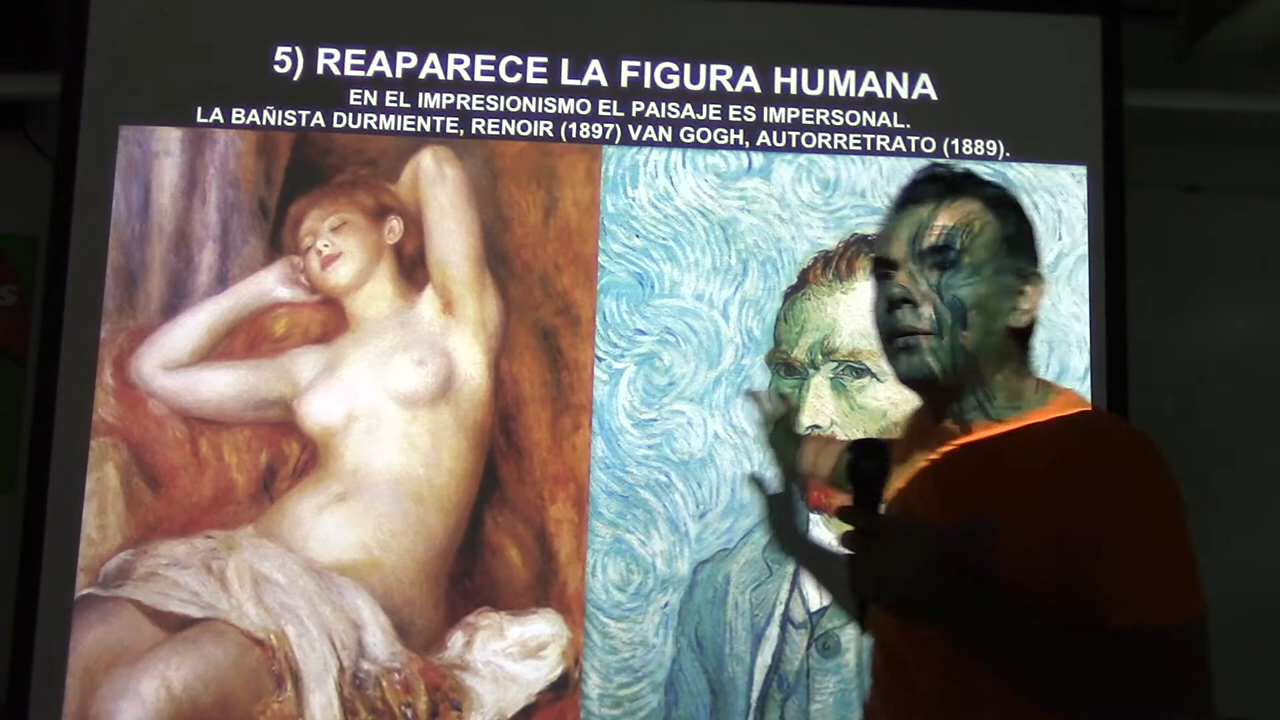 5) REAPARECE LA FIGURA HUMANA
EN EL IMPRESIONISMO EL PAISAJE ES IMPERSONAL.
LA BAÑISTA DURMIENTE, RENOIR (1897) VAN GOGH, AUTORRETRATO (1889).